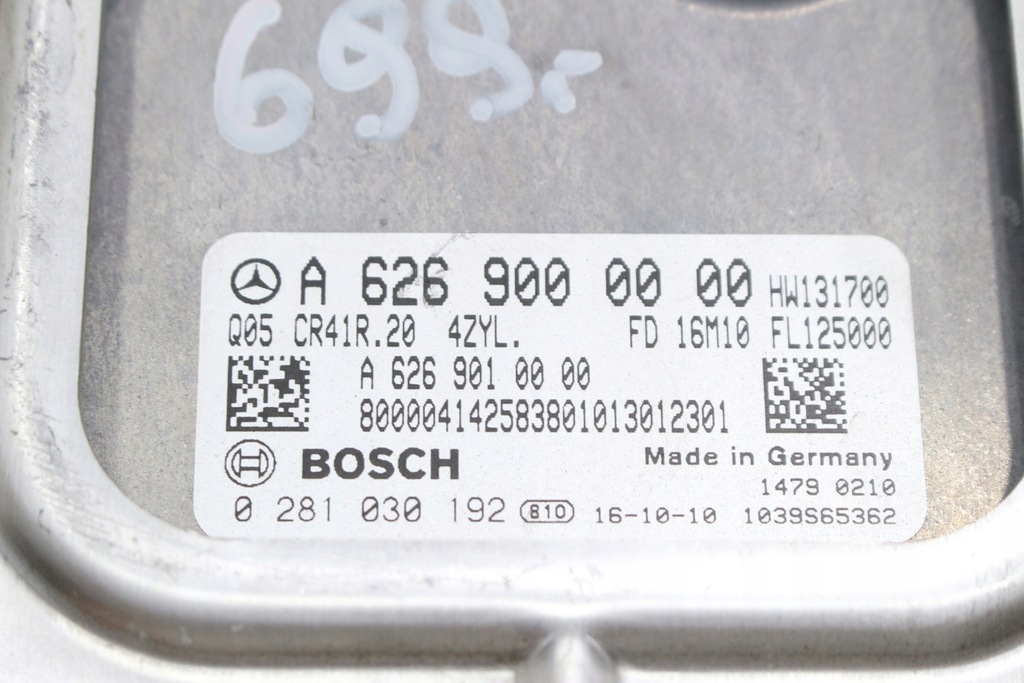 699.-
A 626 900 00 00 HW131700
Q05 CR41R.20 4ZYL. FD 16M10 FL125000
A 626 901 00 00
800004142583801013012301
BOSCH Made in Germany
1479 0210
0 281 030 192 810 16-10-10 1039S65362